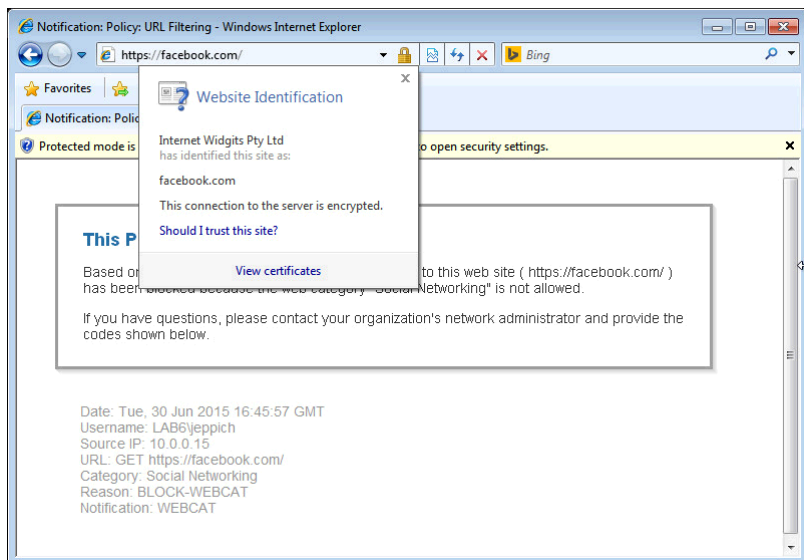 Notification: Policy: URL Filtering - Windows Internet Explorer
https://facebook.com/
Bing
Favorites
Notification: Polic
Protected mode is
o open security settings.
x
Website Identification
Internet Widgits Pty Ltd
has identified this site as:
facebook.com
This connection to the server is encrypted.
Should I trust this site?
View certificates
This P
Based or to this web site ( https://facebook.com/ )
has been blocked because the web category "Social Networking" is not allowed.
If you have questions, please contact your organization's network administrator and provide the
codes shown below.
Date: Tue, 30 Jun 2015 16:45:57 GMT
Username: LAB6\jeppich
Source IP: 10.0.0.15
URL: GET https://facebook.com/
Category: Social Networking
Reason: BLOCK-WEBCAT
Notification: WEBCAT